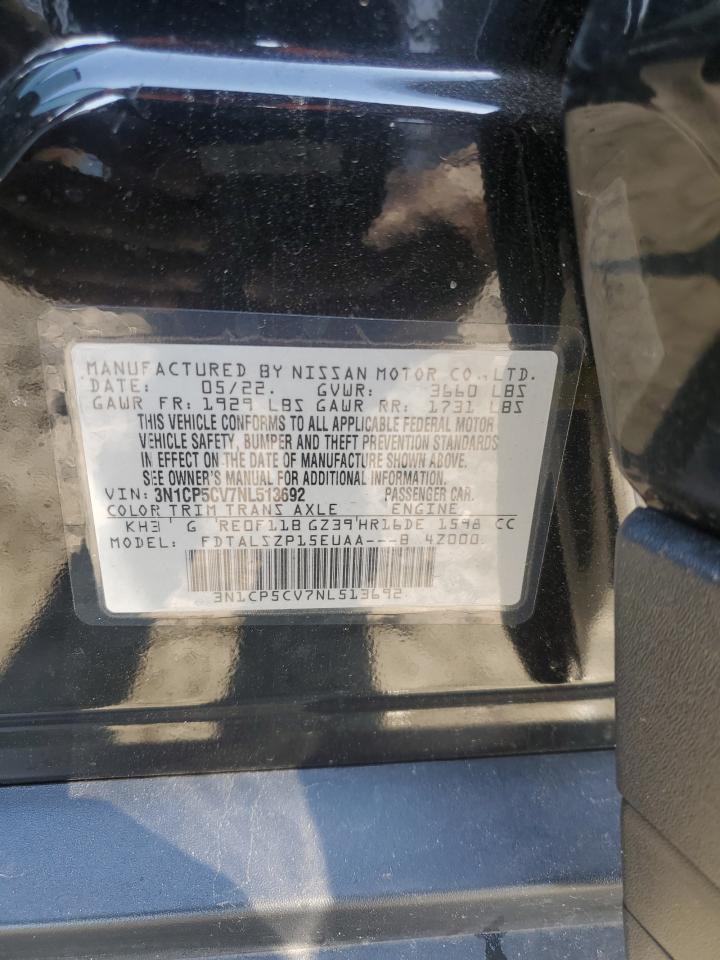 MANUFACTURED BY NISSAN MOTOR CO.,LTD.
DATE: 05/22. GVWR: 3660 LBS
GAWR FR: 1929 LBS GAWR RR: 1731 LBS
THIS VEHICLE CONFORMS TO ALL APPLICABLE FEDERAL MOTOR
VEHICLE SAFETY, BUMPER AND THEFT PREVENTION STANDARDS
IN EFFECT ON THE DATE OF MANUFACTURE SHOWN ABOVE.
SEE OWNER'S MANUAL FOR ADDITIONAL INFORMATION.
VIN: 3N1CP5CV7NL513692 PASSENGER CAR.
COLOR TRIM TRANS AXLE ENGINE
KH3 G RE0F11B GZ39 HR16DE 1598 CC
MODEL: FDTALSZP15EUAA---B 4Z000
3N1CP5CV7NL513692